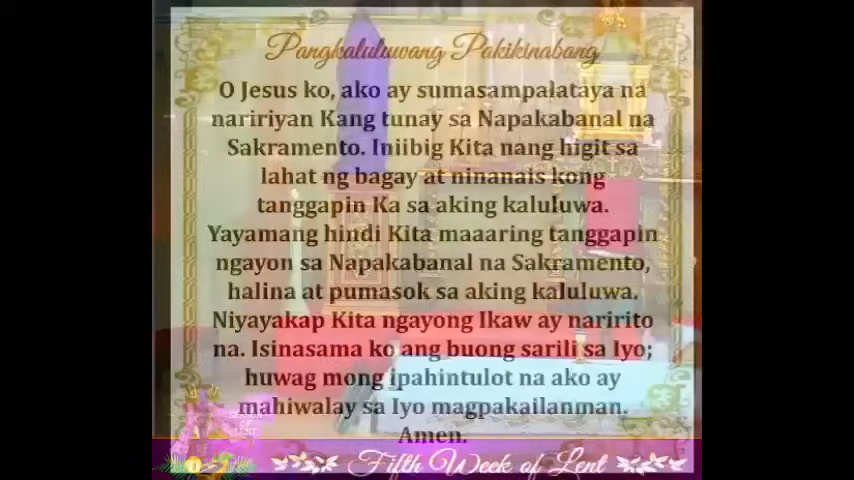 Pangkaluluwang Pakikinabang
O Jesus ko, ako ay sumasampalataya na
naririyan Kang tunay sa Napakabanal na
Sakramento. Iniibig Kita nang higit sa
lahat ng bagay at ninanais kong
tanggapin Ka sa aking kaluluwa.
Yayamang hindi Kita maaaring tanggapin
ngayon sa Napakabanal na Sakramento,
halina at pumasok sa aking kaluluwa.
Niyayakap Kita ngayong Ikaw ay naririto
na. Isinasama ko ang buong sarili sa Iyo;
huwag mong ipahintulot na ako ay
mahiwalay sa Iyo magpakailanman.
Amen.
SEASON
OF
LENT
Fifth Week of Lent